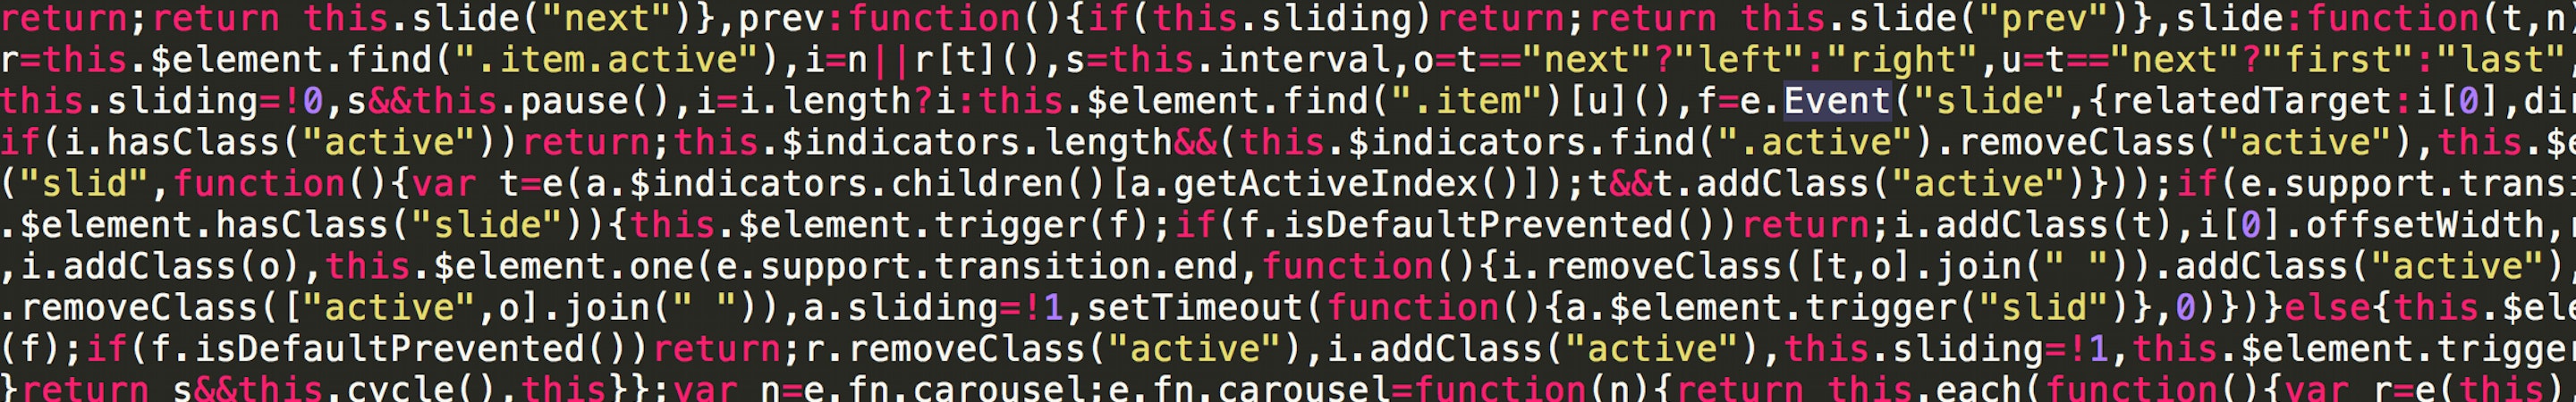 return;return this.slide("next")},prev:function(){if(this.sliding)return;return this.slide("prev")},slide:function(t,n)
r=this.$element.find(".item.active"),i=n||r[t](),s=this.interval,o=t=="next"?"left":"right",u=t=="next"?"first":"last",
this.sliding=!0,s&&this.pause(),i=i.length?i:this.$element.find(".item")[u](),f=e.Event("slide",{relatedTarget:i[0],dir
if(i.hasClass("active"))return;this.$indicators.length&&(this.$indicators.find(".active").removeClass("active"),this.$e
("slid",function(){var t=e(a.$indicators.children()[a.getActiveIndex()]);t&&t.addClass("active")}));if(e.support.transi
.$element.hasClass("slide")){this.$element.trigger(f);if(f.isDefaultPrevented())return;i.addClass(t),i[0].offsetWidth,
,i.addClass(o),this.$element.one(e.support.transition.end,function(){i.removeClass([t,o].join(" ")).addClass("active"),
.removeClass(["active",o].join(" ")),a.sliding=!1,setTimeout(function(){a.$element.trigger("slid")},0)})}else{this.$ele
(f);if(f.isDefaultPrevented())return;r.removeClass("active"),i.addClass("active"),this.sliding=!1,this.$element.trigger
}return s&&this.cycle(),this}};var n=e.fn.carousel;e.fn.carousel=function(n){return this.each(function(){var r=e(this)